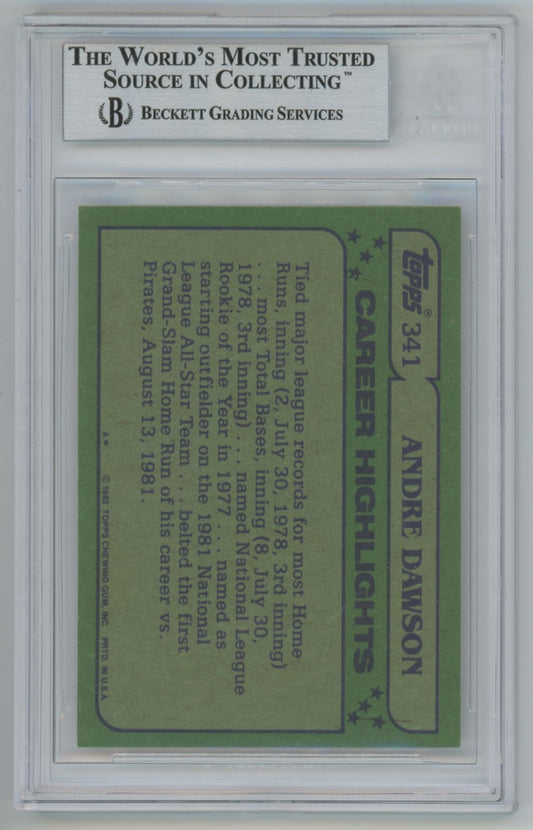 THE WORLD'S MOST TRUSTED
SOURCE IN COLLECTING™
B BECKETT GRADING SERVICES
topps® 341 ANDRE DAWSON
CAREER HIGHLIGHTS
Tied major league records for most Home
Runs, inning (2, July 30, 1978, 3rd inning)
. . . most Total Bases, inning (8, July 30,
1978, 3rd inning) . . . named National League
Rookie of the Year in 1977 . . . named as
starting outfielder on the 1981 National
League All-Star Team . . . belted the first
Grand-Slam Home Run of his career vs.
Pirates, August 13, 1981.
A* © 1982 TOPPS CHEWING GUM, INC. PRTD. IN U.S.A.